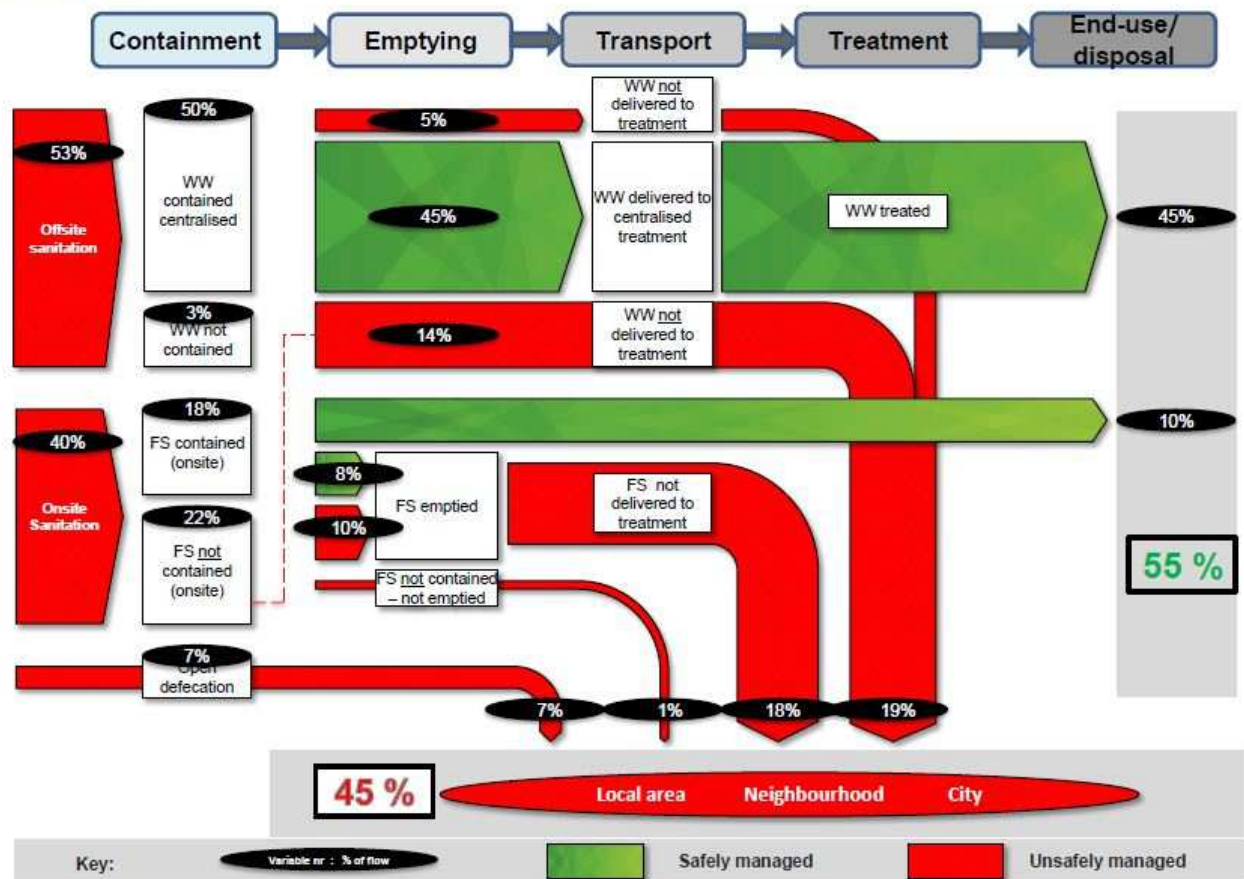 Containment
Emptying
Transport
Treatment
End-use/
disposal
53%
Offsite
sanitation
50%
WW
contained
centralised
3%
WW not
contained
5%
WW not
delivered to
treatment
45%
WW delivered to
centralised
treatment
WW treated
45%
14%
WW not
delivered to
treatment
40%
Onsite
Sanitation
18%
FS contained
(onsite)
22%
FS not
contained
(onsite)
10%
8%
10%
FS emptied
FS not
delivered to
treatment
FS not contained
– not emptied
55 %
7%
Open
defecation
7%
1%
18%
19%
45 %
Local area
Neighbourhood
City
Key:
Variable nr : % of flow
Safely managed
Unsafely managed